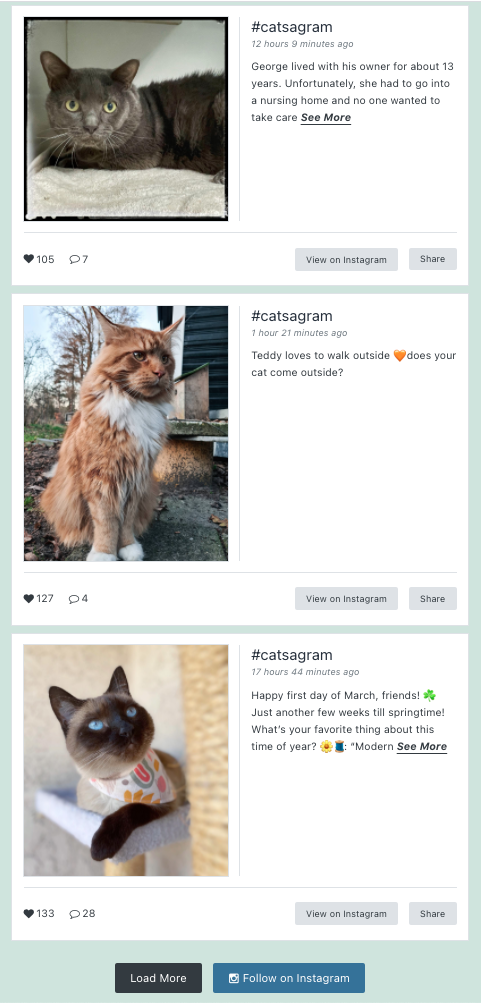 #catsagram
12 hours 9 minutes ago
George lived with his owner for about 13
years. Unfortunately, she had to go into
a nursing home and no one wanted to
take care See More
105 7 View on Instagram Share
#catsagram
1 hour 21 minutes ago
Teddy loves to walk outside 🧡does your
cat come outside?
127 4 View on Instagram Share
#catsagram
17 hours 44 minutes ago
Happy first day of March, friends! ☘️
Just another few weeks till springtime!
What's your favorite thing about this
time of year? 🌼🧵: "Modern See More
133 28 View on Instagram Share
Load More Follow on Instagram